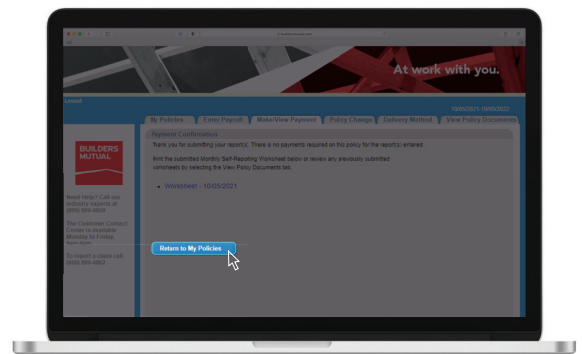 At work with you.
Logout
10/05/2021-10/05/2022
My Policies
Enter Payroll
Make/View Payment
Policy Change
Delivery Method
View Policy Documents
Payment Confirmation
Thank you for submitting your report(s). There is no payments required on this policy for the report(s) entered.
Print the submitted Monthly Self-Reporting Worksheet below or review any previously submitted
worksheets by selecting the View Policy Documents tab.
• Worksheet - 10/05/2021
BUILDERS
MUTUAL
Need Help? Call our
industry experts at
The Customer Contact
Center is available
Monday to Friday,
To report a claim call
Return to My Policies